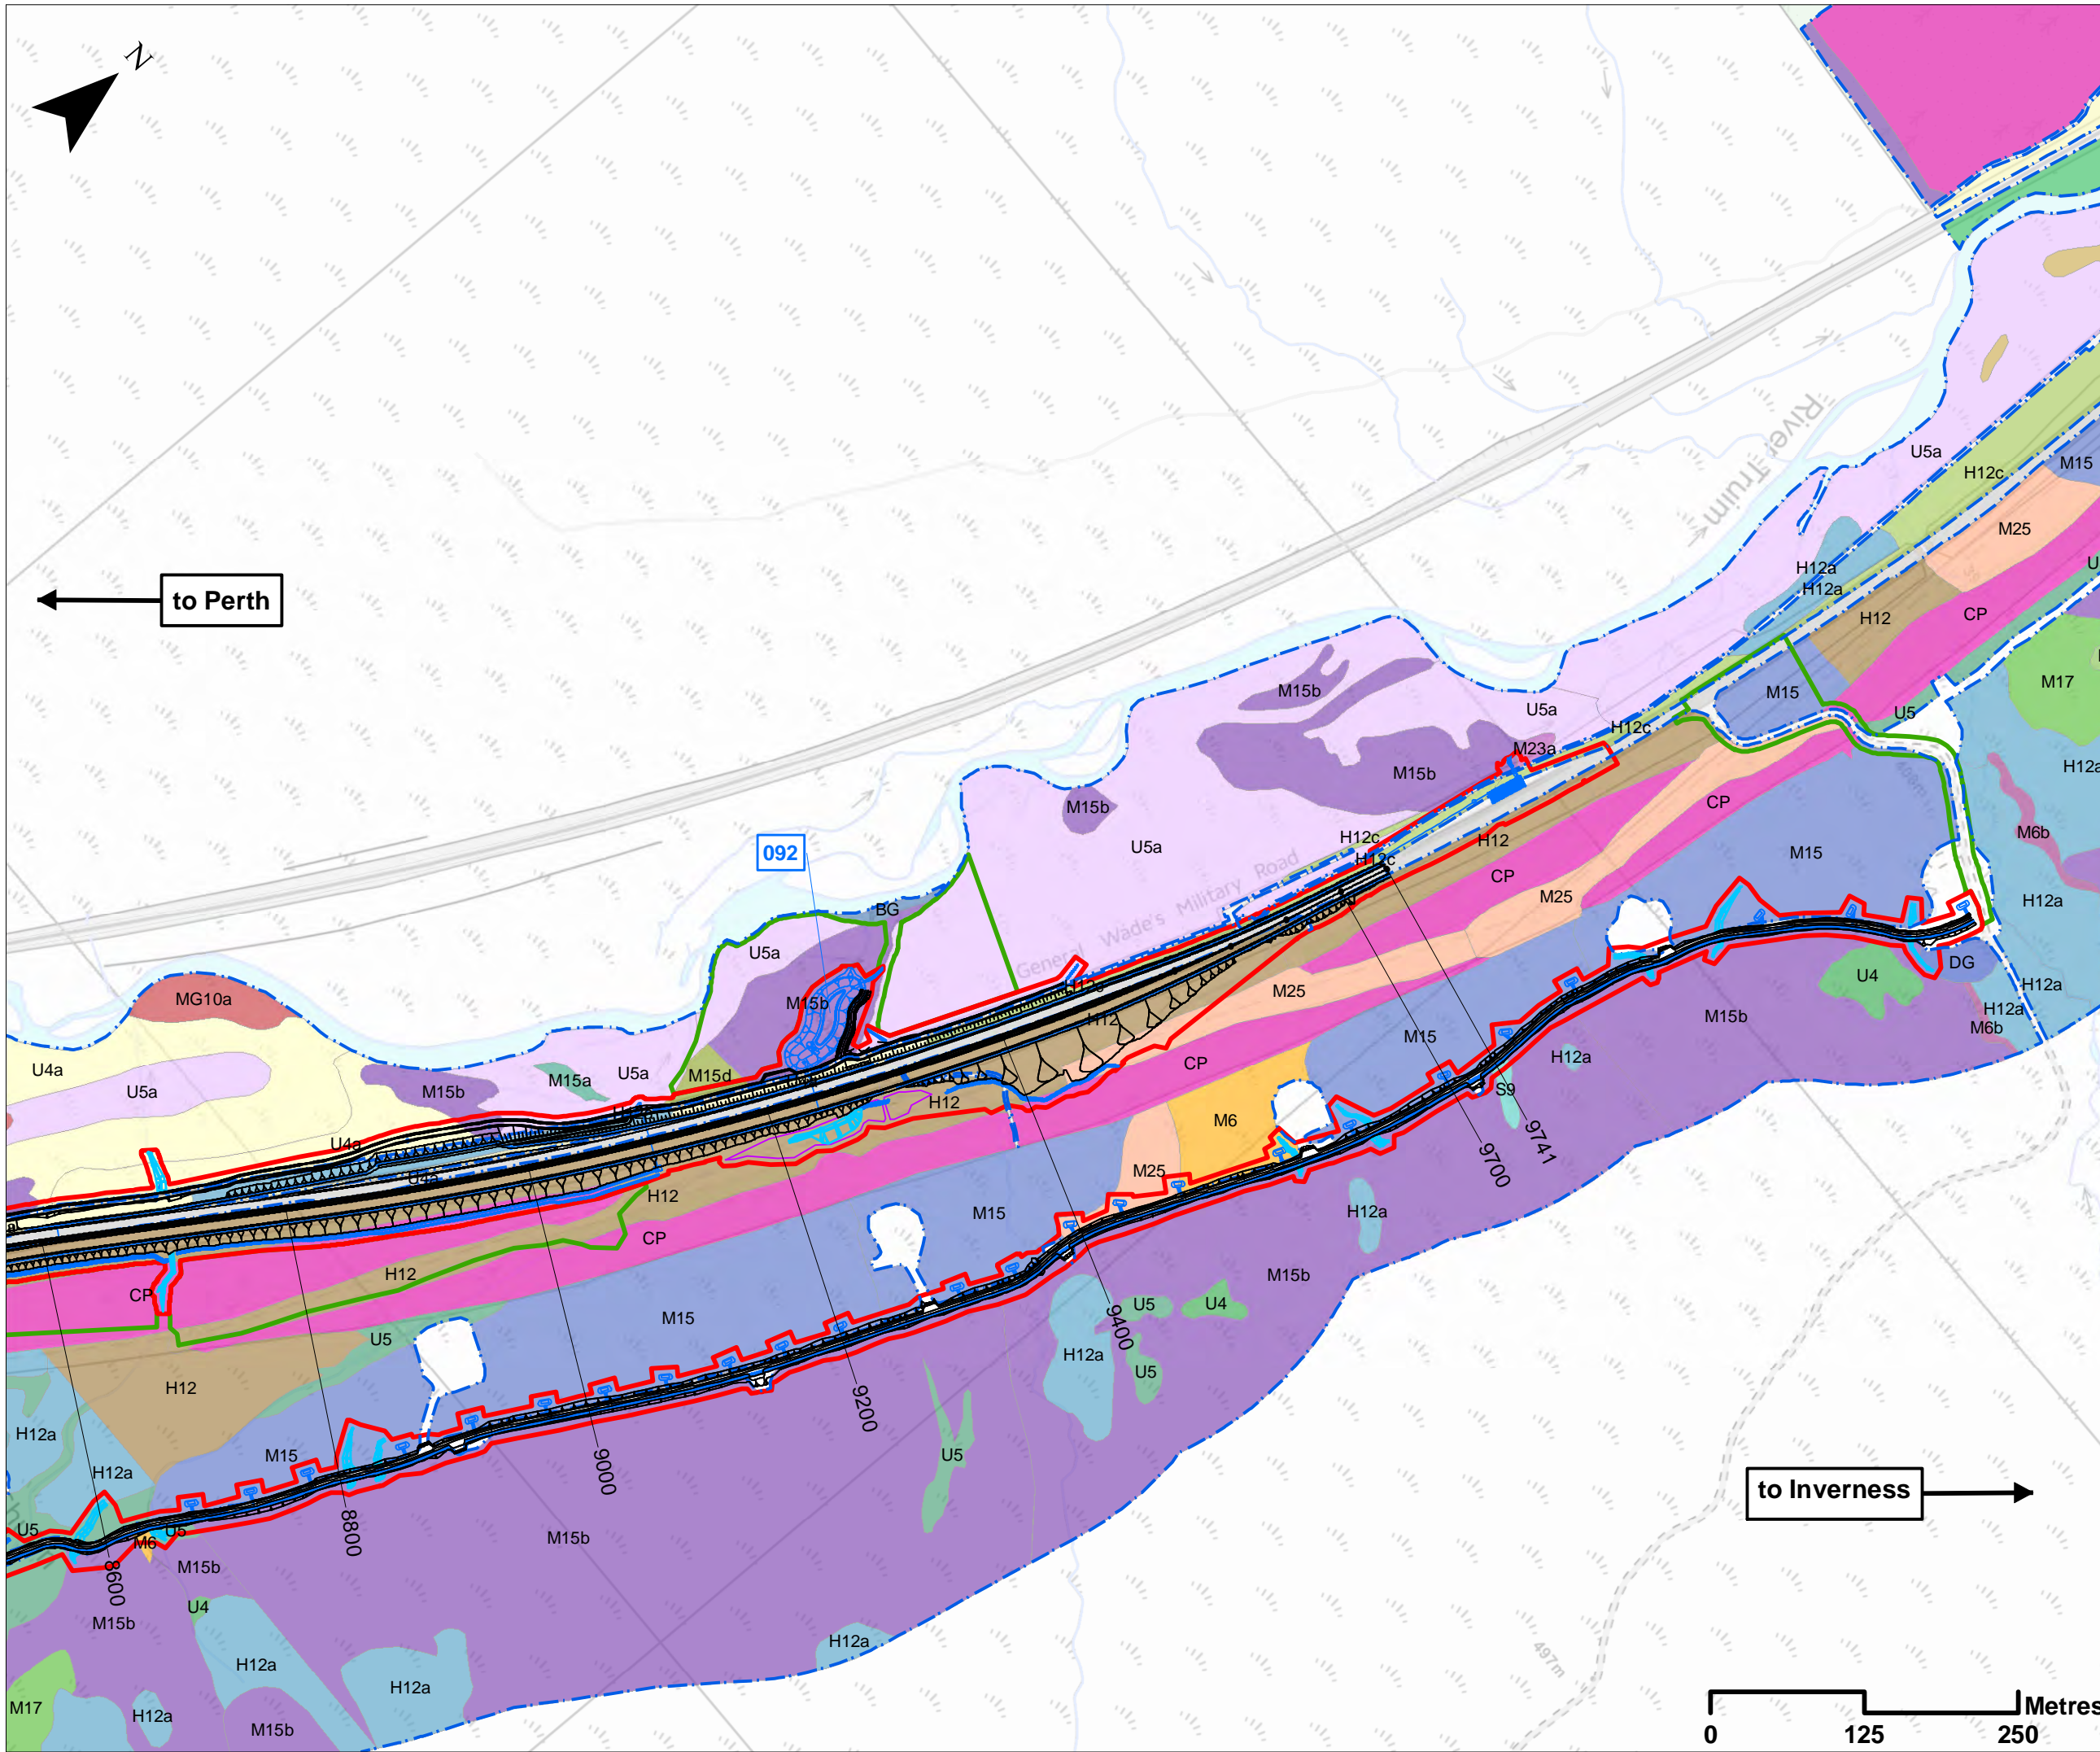 N
to Perth
River Truim
U5a
H12c
M15
M25
H12a
H12a
H12
CP
U
M17
M15
U5
M15b
U5a
H12c
M23a
M15b
M15b
H12a
CP
H12
M6b
092
U5a
H12c
H12c
General Wade's Military Road
M15
CP
M25
H12a
BG
U5a
M15b
MG10a
U4
DG
M25
H12a
H12
M15b
H12a
M6b
M15
CP
H12a
U4a
U5a
M15b
M15a
U5a
M15d
H12
S9
M6
9741
9700
U4a
U4a
M25
H12
M15
H12a
CP
H12
CP
M15b
U5
U4
9400
M15
U5
H12a
U5
H12
9200
H12a
M15
U5
H12a
9000
to Inverness
U5
U5
M6
8800
M15b
M15b
8600
U4
M15b
H12a
497m
H12a
H12a
M17
H12a
M15b
Metres
0 125 250